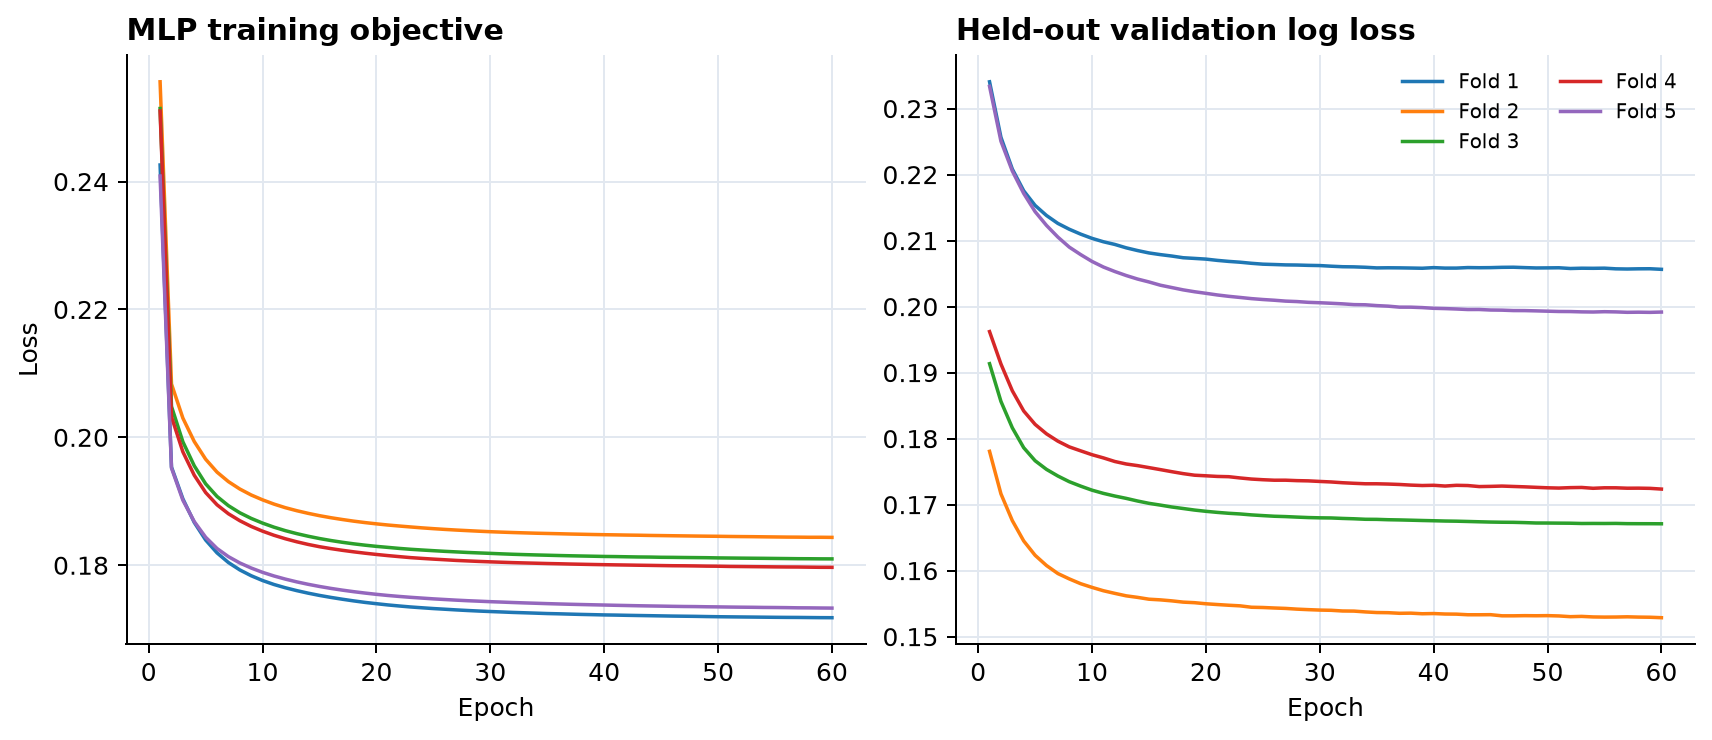 MLP training objective
Loss
0.24
0.22
0.20
0.18
0 10 20 30 40 50 60
Epoch
Held-out validation log loss
Fold 1 Fold 4
Fold 2 Fold 5
Fold 3
0.23
0.22
0.21
0.20
0.19
0.18
0.17
0.16
0.15
0 10 20 30 40 50 60
Epoch